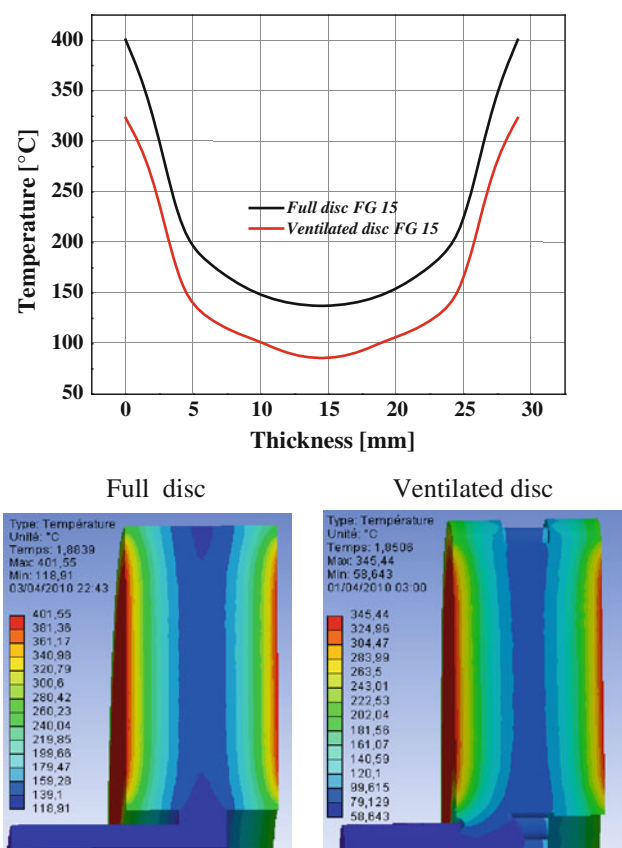 400
350
300
250
200
150
100
50
Temperature [°C]
Full disc FG 15
Ventilated disc FG 15
0 5 10 15 20 25 30
Thickness [mm]
Full disc
Type: Température
Unité: °C
Temps: 1,8839
Max: 401,55
Min: 118,91
03/04/2010 22:43
401,55
381,36
361,17
340,98
320,79
300,6
280,42
260,23
240,04
219,85
199,66
179,47
159,28
139,1
118,91
Ventilated disc
Type: Température
Unité: °C
Temps: 1,8506
Max: 345,44
Min: 58,643
01/04/2010 03:00
345,44
324,96
304,47
283,99
263,5
243,01
222,53
202,04
181,56
161,07
140,59
120,1
99,615
79,129
58,643